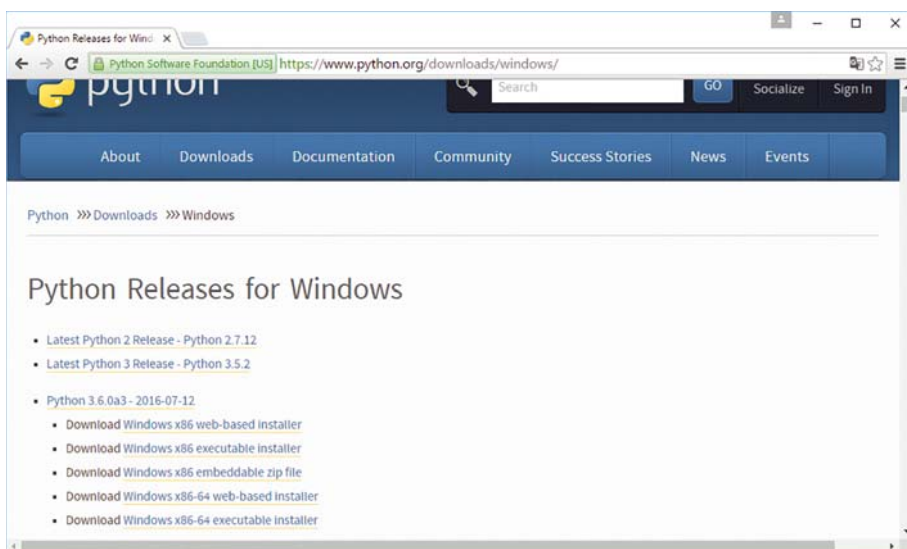 Python Releases for Wind
Python Software Foundation [US] https://www.python.org/downloads/windows/
python
Search
GO
Socialize
Sign In
About Downloads Documentation Community Success Stories News Events
Python >>> Downloads >>> Windows
Python Releases for Windows
Latest Python 2 Release - Python 2.7.12
Latest Python 3 Release - Python 3.5.2
Python 3.6.0a3 - 2016-07-12
Download Windows x86 web-based installer
Download Windows x86 executable installer
Download Windows x86 embeddable zip file
Download Windows x86-64 web-based installer
Download Windows x86-64 executable installer